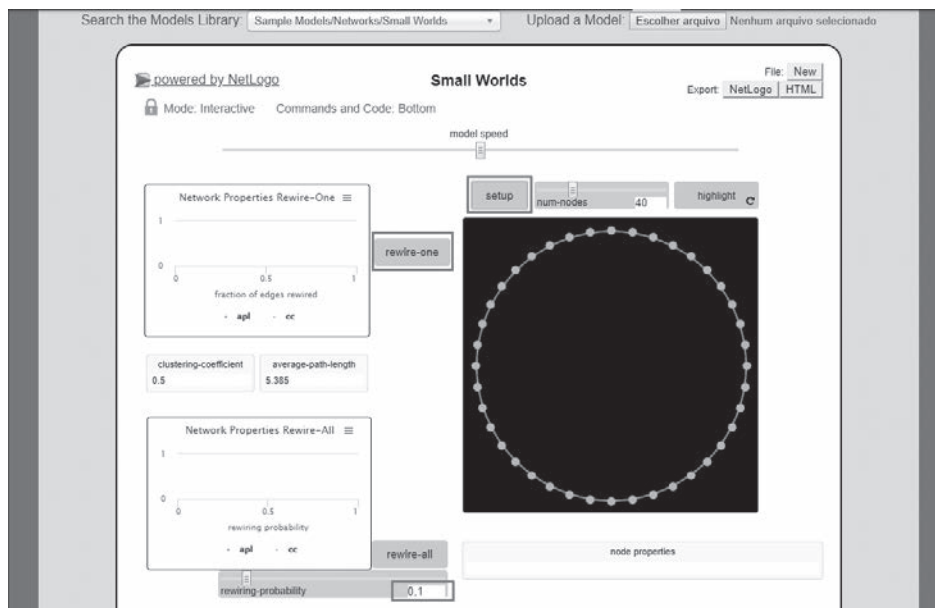 Search the Models Library: Sample Models/Networks/Small Worlds
Upload a Model: Escolher arquivo Nenhum arquivo selecionado
powered by NetLogo
Small Worlds
File: New
Export: NetLogo HTML
Mode: Interactive Commands and Code: Bottom
model speed
setup
num-nodes 40
highlight
Network Properties Rewire-One
1
0
0 0.5 1
fraction of edges rewired
apl cc
rewire-one
clustering-coefficient
0.5
average-path-length
5.385
Network Properties Rewire-All
1
0
0 0.5 1
rewiring probability
apl cc
rewire-all
rewiring-probability 0.1
node properties